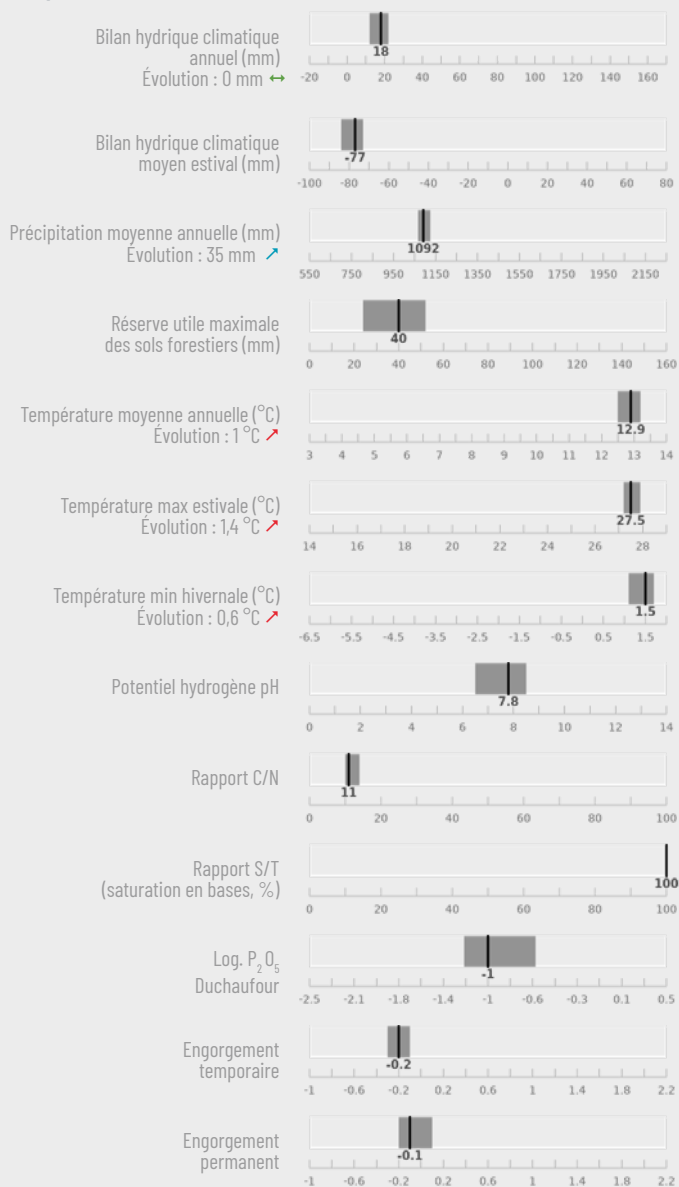 Bilan hydrique climatique
annuel (mm)
Évolution : 0 mm ↔
18
-20 0 20 40 60 80 100 120 140 160
Bilan hydrique climatique
moyen estival (mm)
-77
-100 -80 -60 -40 -20 0 20 40 60 80
Précipitation moyenne annuelle (mm)
Évolution : 35 mm ↗
1092
550 750 950 1150 1350 1550 1750 1950 2150
Réserve utile maximale
des sols forestiers (mm)
40
0 20 40 60 80 100 120 140 160
Température moyenne annuelle (°C)
Évolution : 1 °C ↗
12.9
3 4 5 6 7 8 9 10 11 12 13 14
Température max estivale (°C)
Évolution : 1,4 °C ↗
27.5
14 16 18 20 22 24 26 28
Température min hivernale (°C)
Évolution : 0,6 °C ↗
1.5
-6.5 -5.5 -4.5 -3.5 -2.5 -1.5 -0.5 0.5 1.5
Potentiel hydrogène pH
7.8
0 2 4 6 8 10 12 14
Rapport C/N
11
0 20 40 60 80 100
Rapport S/T
(saturation en bases, %)
100
0 20 40 60 80 100
Log. P₂O₅
Duchaufour
-1
-2.5 -2.1 -1.8 -1.4 -1 -0.6 -0.3 0.1 0.5
Engorgement
temporaire
-0.2
-1 -0.6 -0.2 0.2 0.6 1 1.4 1.8 2.2
Engorgement
permanent
-0.1
-1 -0.6 -0.2 0.2 0.6 1 1.4 1.8 2.2